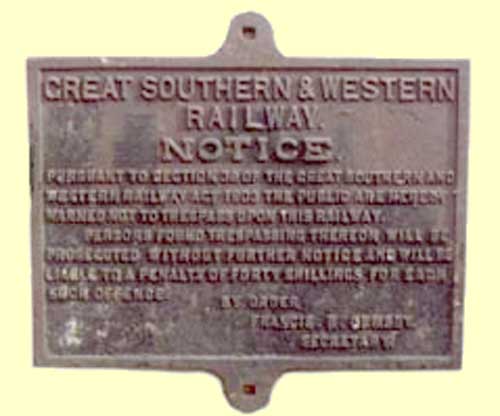 GREAT SOUTHERN & WESTERN
RAILWAY.
NOTICE.
PURSUANT TO SECTION OF THE GREAT SOUTHERN AND
WESTERN RAILWAY ACT THE PUBLIC ARE HEREBY
WARNED NOT TO TRESPASS UPON THIS RAILWAY.
PERSONS FOUND TRESPASSING THEREON WILL BE
PROSECUTED WITHOUT FURTHER NOTICE AND WILL BE
LIABLE TO A PENALTY OF FORTY SHILLINGS FOR EACH
SUCH OFFENCE.
BY ORDER,
FRANCIS. B. ORMSBY.
SECRETARY.